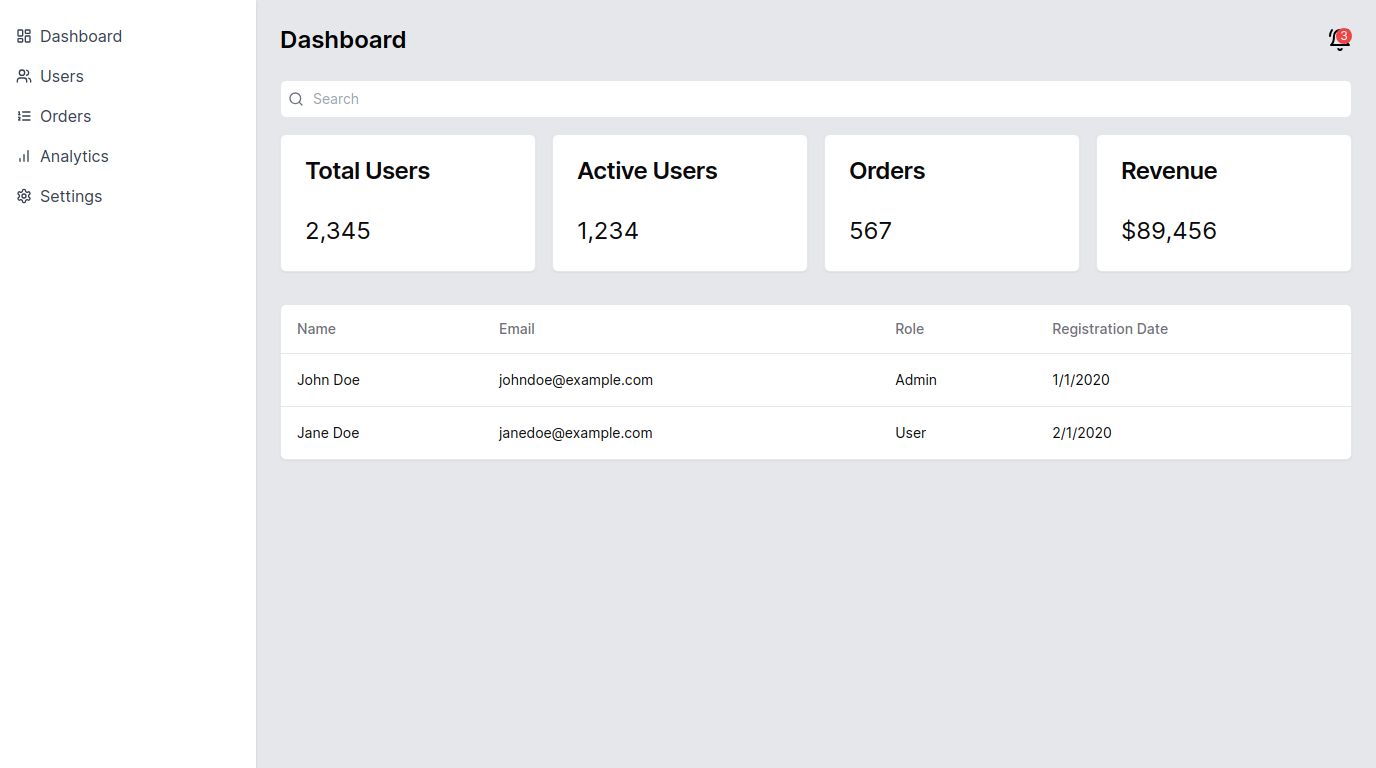 Dashboard
Users
Orders
Analytics
Settings
Dashboard
3
Search
Total Users
2,345
Active Users
1,234
Orders
567
Revenue
$89,456
Name Email Role Registration Date
John Doe johndoe@example.com Admin 1/1/2020
Jane Doe janedoe@example.com User 2/1/2020